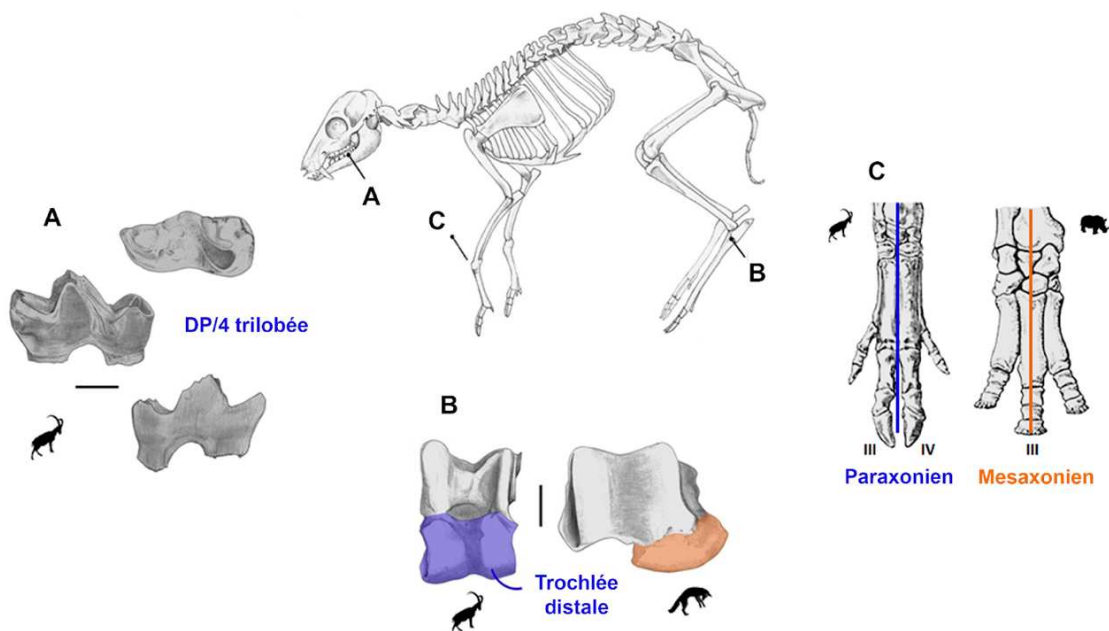 A
C
B
A
DP/4 trilobée
B
Trochlée
distale
C
III
IV
III
Paraxonien
Mesaxonien